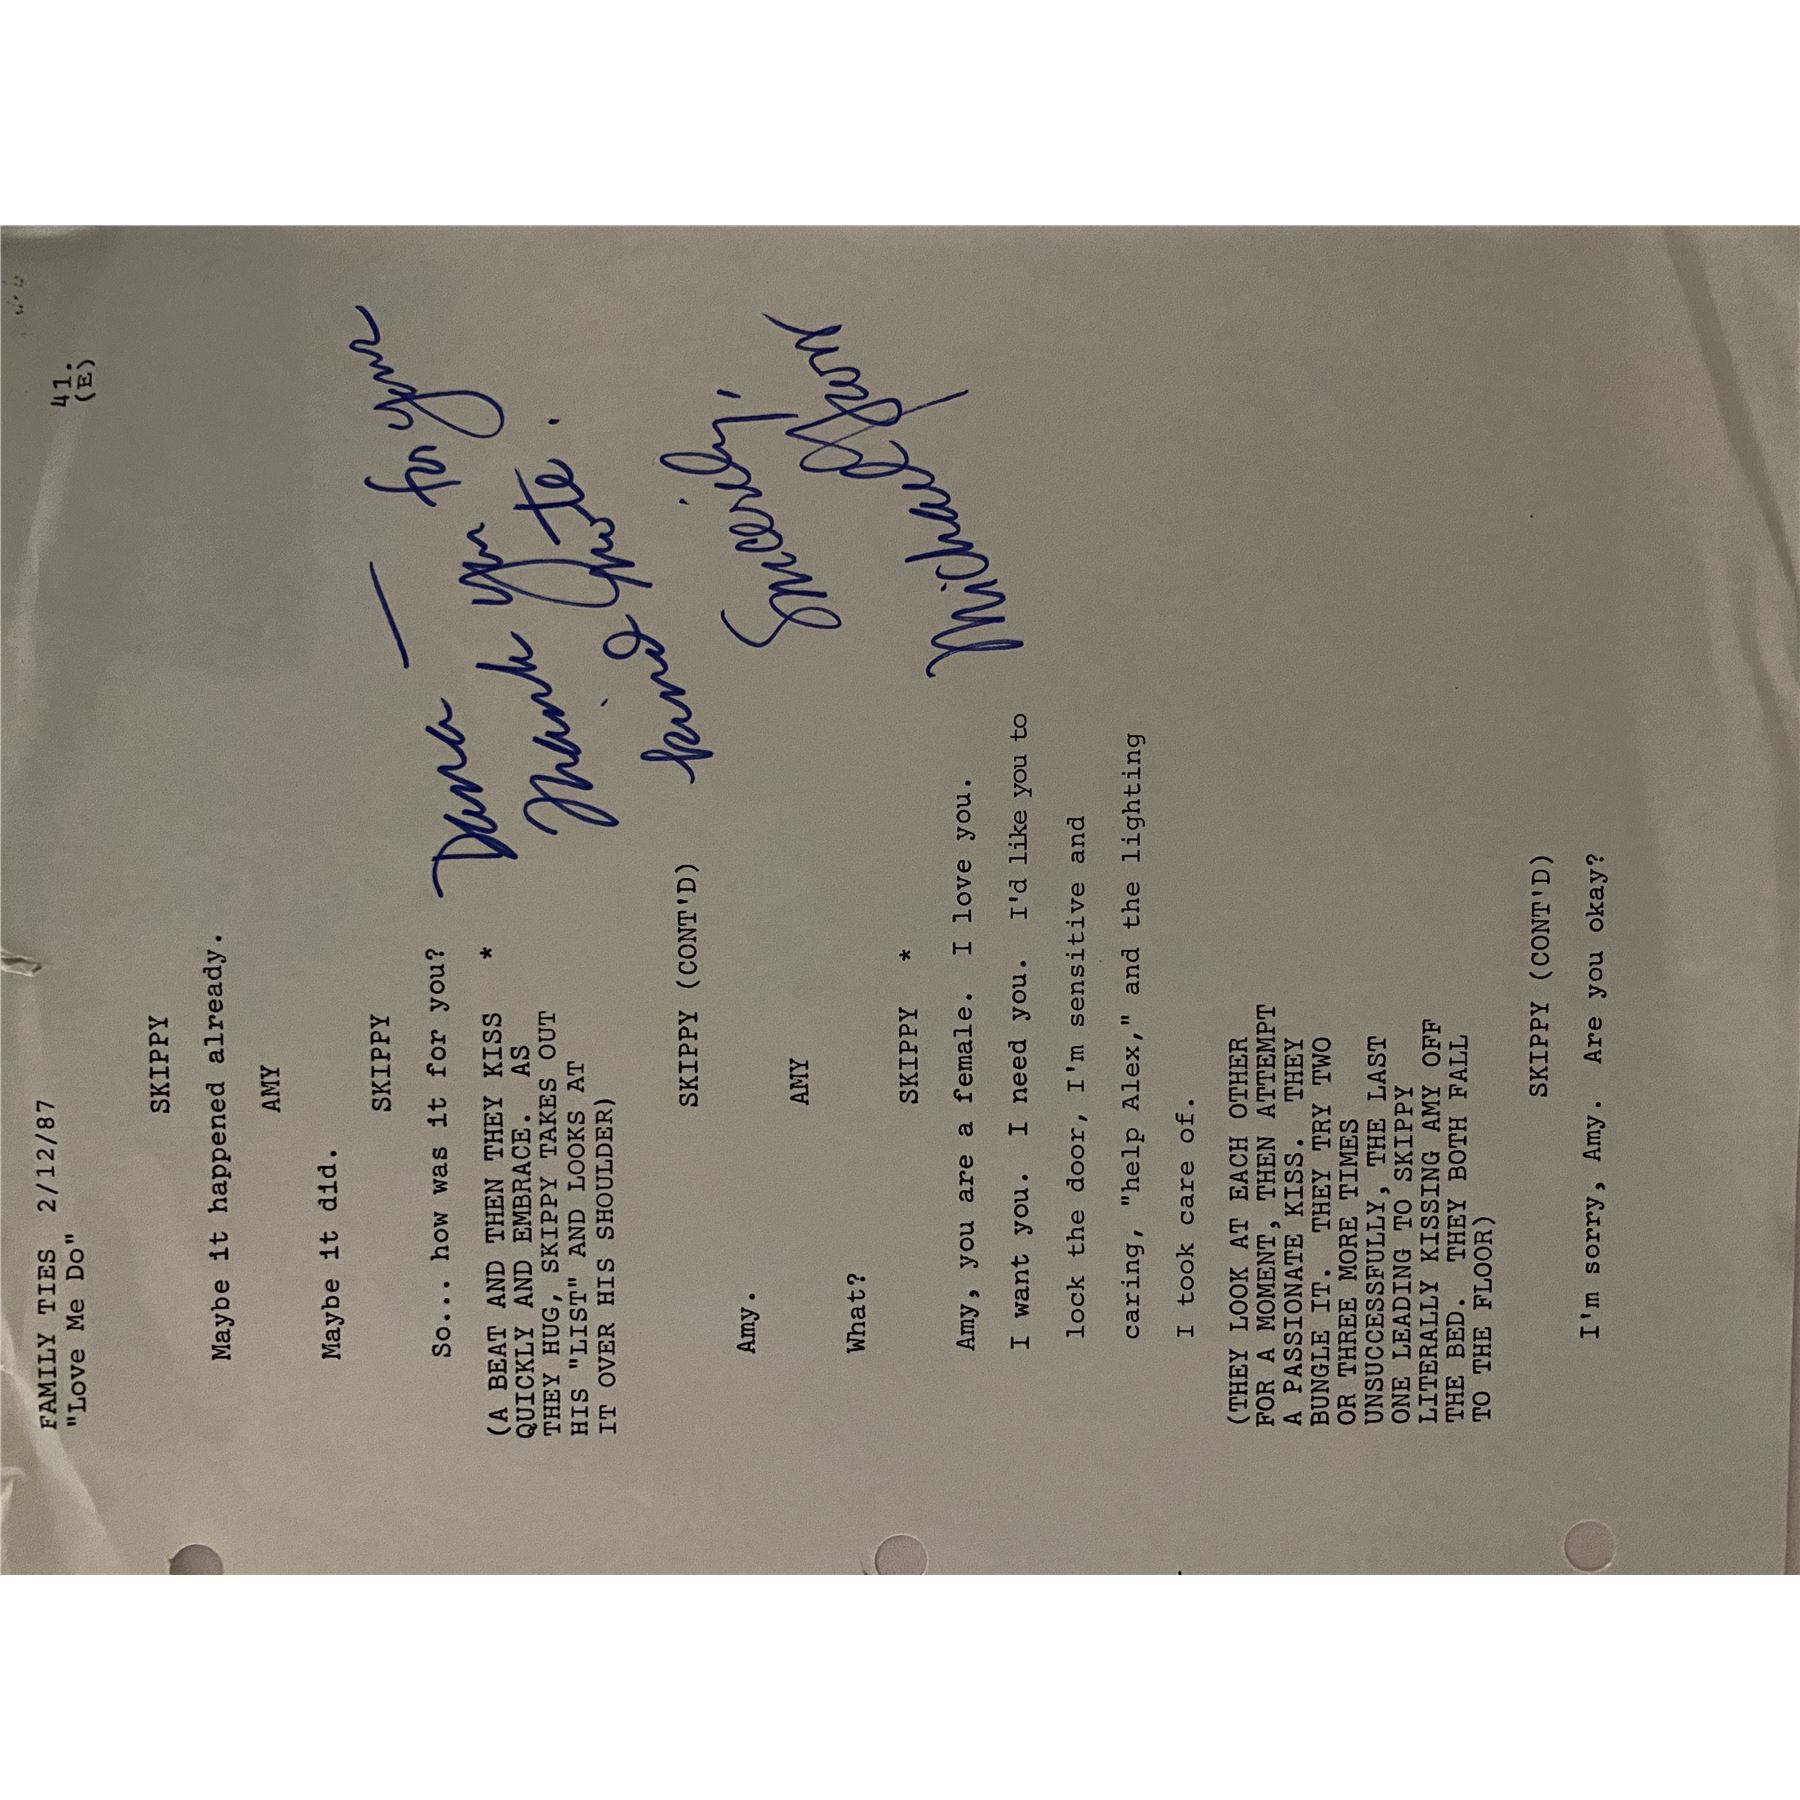 FAMILY TIES 2/12/87
"Love Me Do"
41.
(E)
SKIPPY
Maybe it happened already.
AMY
Maybe it did.
SKIPPY
So... how was it for you?
(A BEAT AND THEN THEY KISS *
QUICKLY AND EMBRACE. AS
THEY HUG, SKIPPY TAKES OUT
HIS "LIST" AND LOOKS AT
IT OVER HIS SHOULDER)
Dana —
Thank you for your
kind note.
Sincerely,
Michael
SKIPPY (CONT'D)
Amy.
AMY
What?
SKIPPY *
Amy, you are a female. I love you.
I want you. I need you. I'd like you to
lock the door, I'm sensitive and
caring, "help Alex," and the lighting
I took care of.
(THEY LOOK AT EACH OTHER
FOR A MOMENT, THEN ATTEMPT
A PASSIONATE KISS. THEY
BUNGLE IT. THEY TRY TWO
OR THREE MORE TIMES
UNSUCCESSFULLY, THE LAST
ONE LEADING TO SKIPPY
LITERALLY KISSING AMY OFF
THE BED. THEY BOTH FALL
TO THE FLOOR)
SKIPPY (CONT'D)
I'm sorry, Amy. Are you okay?